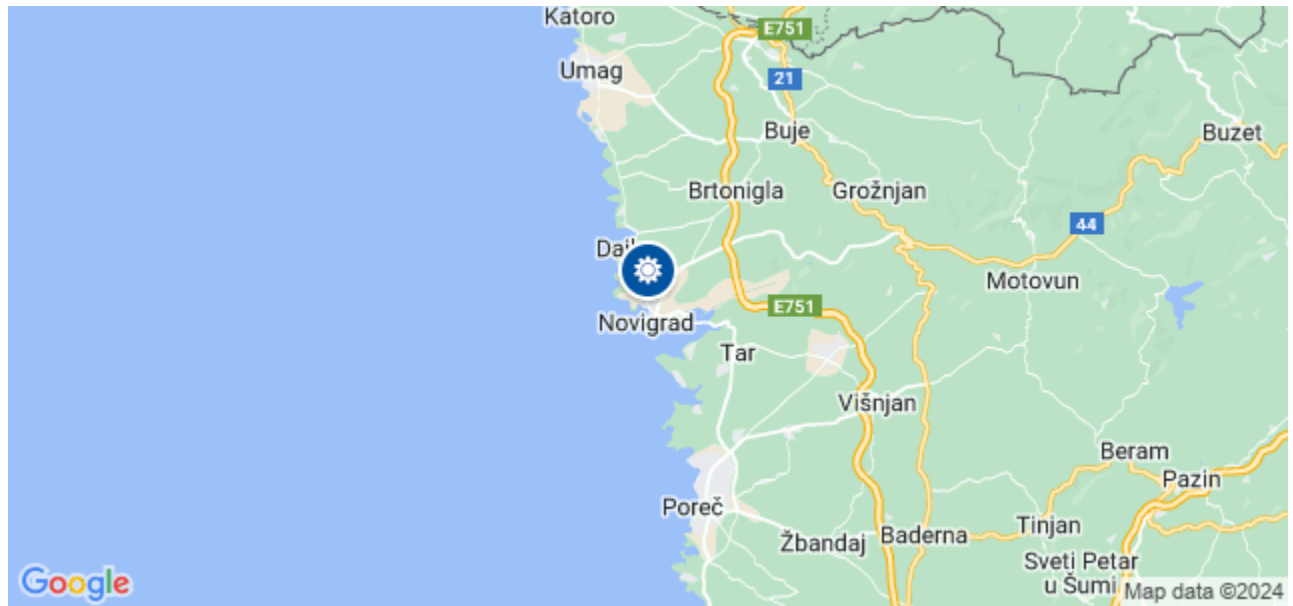 Katoro
E751
Umag
21
Buje
Buzet
Brtonigla
Grožnjan
44
Motovun
E751
Novigrad
Tar
Višnjan
Beram
Pazin
Poreč
Žbandaj
Baderna
Tinjan
Sveti Petar
u Šumi
Google
Map data ©2024